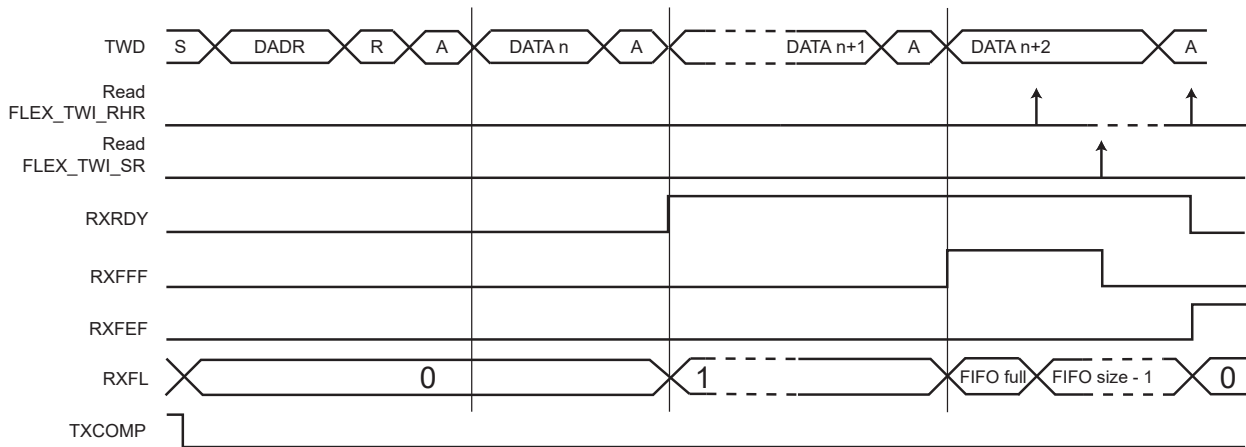 TWD S DADR R A DATA n A DATA n+1 A DATA n+2 A
Read
FLEX_TWI_RHR
Read
FLEX_TWI_SR
RXRDY
RXFFF
RXFEF
RXFL 0 1 FIFO full FIFO size - 1 0
TXCOMP